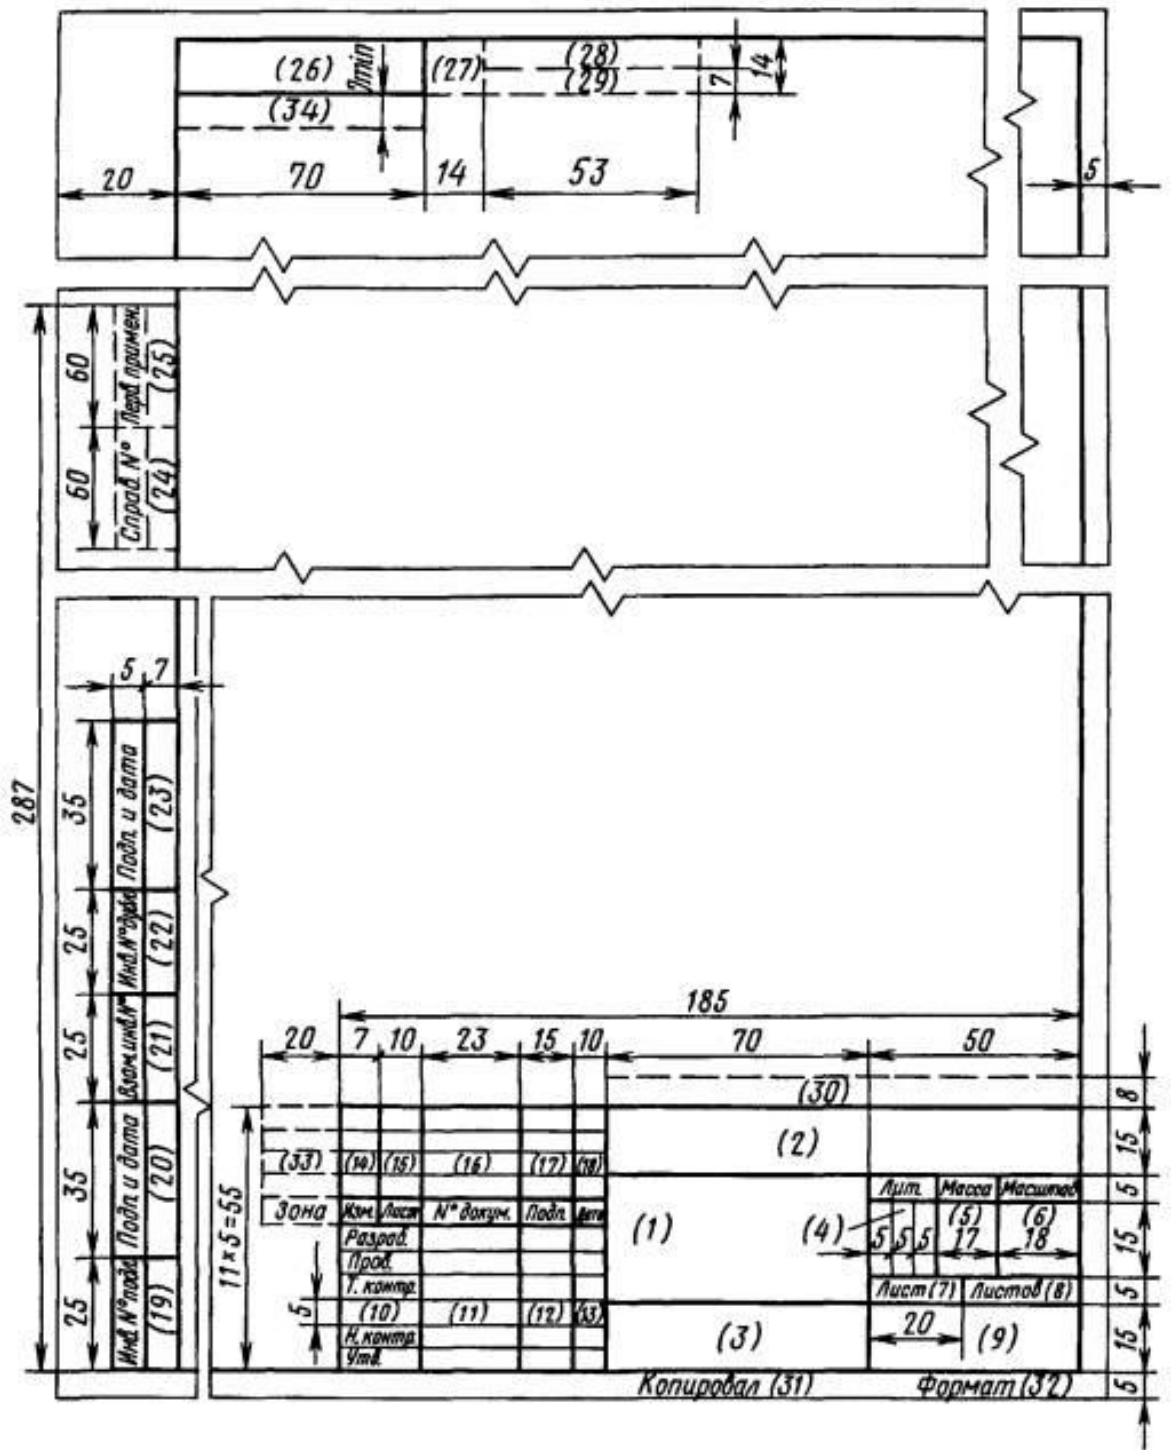 (26) 7min (27) (28) 14
(29) 7
(34)
20 70 14 53 5
287
60 Перв. примен. (25)
60 Справ. № (24)
5 7
35 Подп. и дата (23)
25 Инв. № дубл. (22)
25 Взам. инв. № (21)
35 Подп. и дата (20)
25 Инв. № подл. (19)
185
20 7 10 23 15 10 70 50
(30) 8
(2) 15
(33) (14) (15) (16) (17) (18)
Лит. Масса Масштаб 5
Зона Изм. Лист № докум. Подп. Дата
(1) (4) (5) (6)
5 5 5 17 18 15
11×5=55
Разраб.
Пров.
Т. контр.
Лист (7) Листов (8) 5
5 (10) (11) (12) (13)
Н. контр.
Утв.
(3) 20 (9) 15
Копировал (31) Формат (32) 5